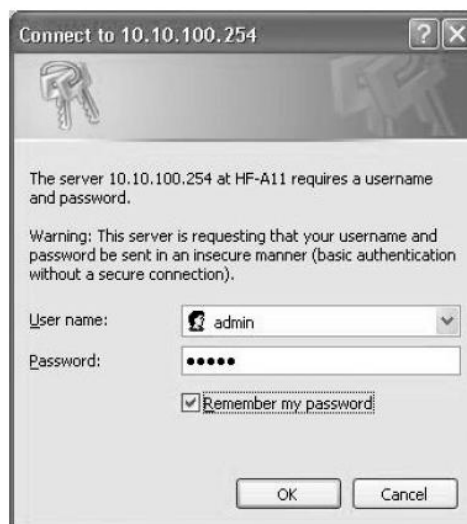 Connect to 10.10.100.254
The server 10.10.100.254 at HF-A11 requires a username
and password.
Warning: This server is requesting that your username and
password be sent in an insecure manner (basic authentication
without a secure connection).
User name:
admin
Password:
•••••
Remember my password
OK
Cancel